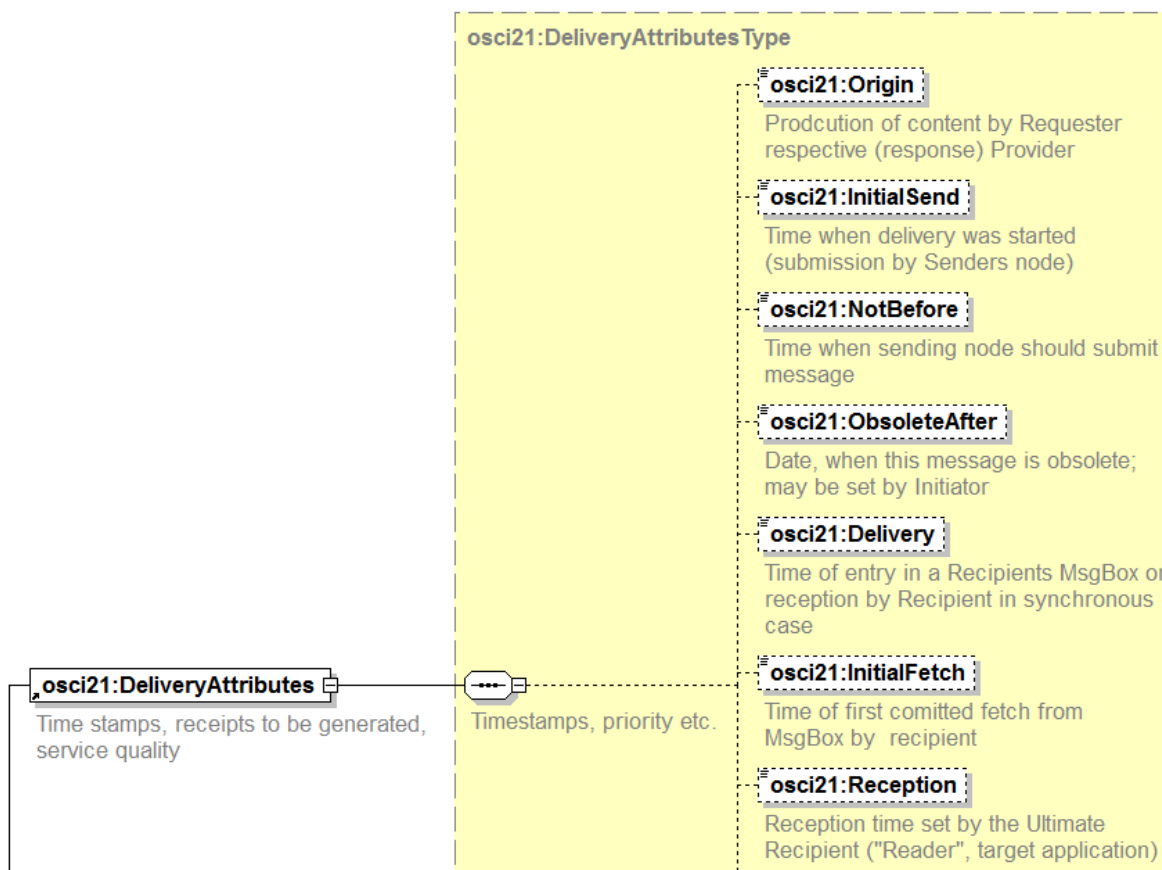 osci21:DeliveryAttributesType
osci21:Origin
Prodcution of content by Requester
respective (response) Provider
osci21:InitialSend
Time when delivery was started
(submission by Senders node)
osci21:NotBefore
Time when sending node should submit
message
osci21:ObsoleteAfter
Date, when this message is obsolete;
may be set by Initiator
osci21:Delivery
Time of entry in a Recipients MsgBox or
reception by Recipient in synchronous
case
osci21:DeliveryAttributes
Time stamps, receipts to be generated,
service quality
Timestamps, priority etc.
osci21:InitialFetch
Time of first comitted fetch from
MsgBox by  recipient
osci21:Reception
Reception time set by the Ultimate
Recipient ("Reader", target application)